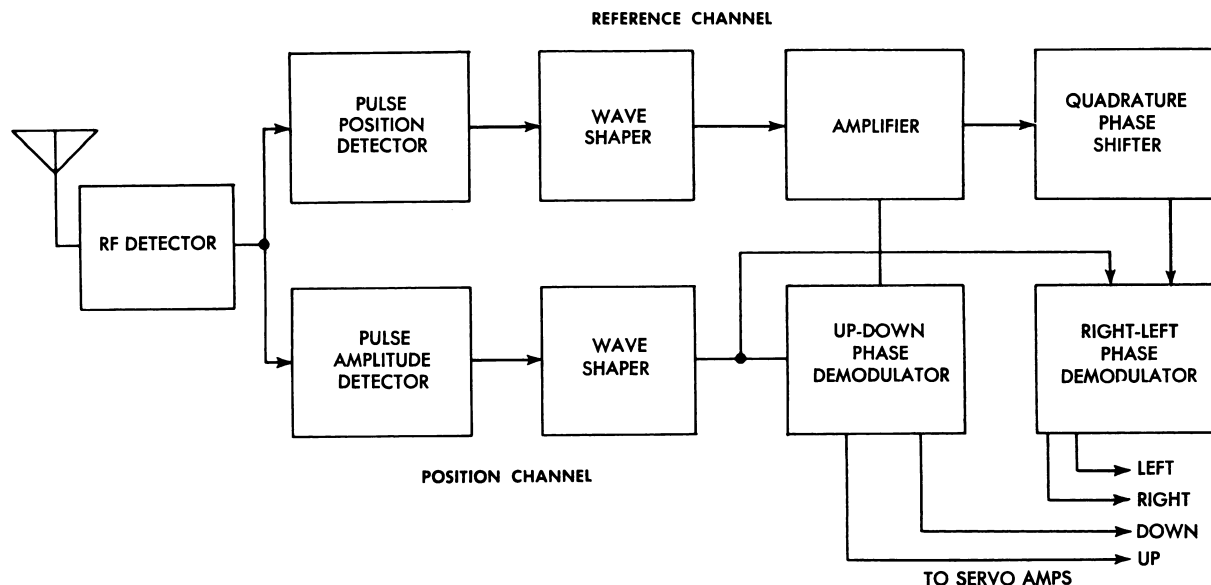 REFERENCE CHANNEL
PULSE
POSITION
DETECTOR
WAVE
SHAPER
AMPLIFIER
QUADRATURE
PHASE
SHIFTER
RF DETECTOR
PULSE
AMPLITUDE
DETECTOR
WAVE
SHAPER
UP-DOWN
PHASE
DEMODULATOR
RIGHT-LEFT
PHASE
DEMODULATOR
POSITION CHANNEL
LEFT
RIGHT
DOWN
UP
TO SERVO AMPS